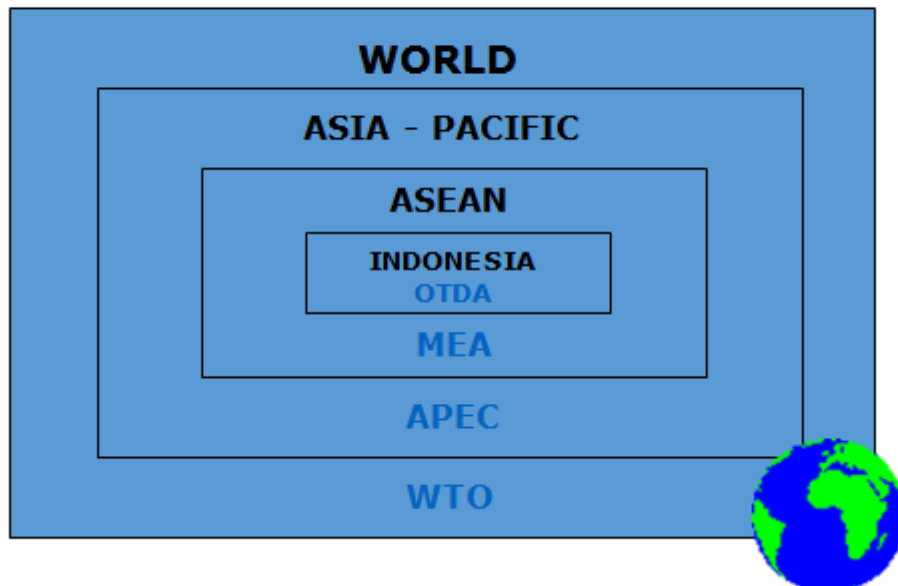 WORLD
ASIA - PACIFIC
ASEAN
INDONESIA
OTDA
MEA
APEC
WTO